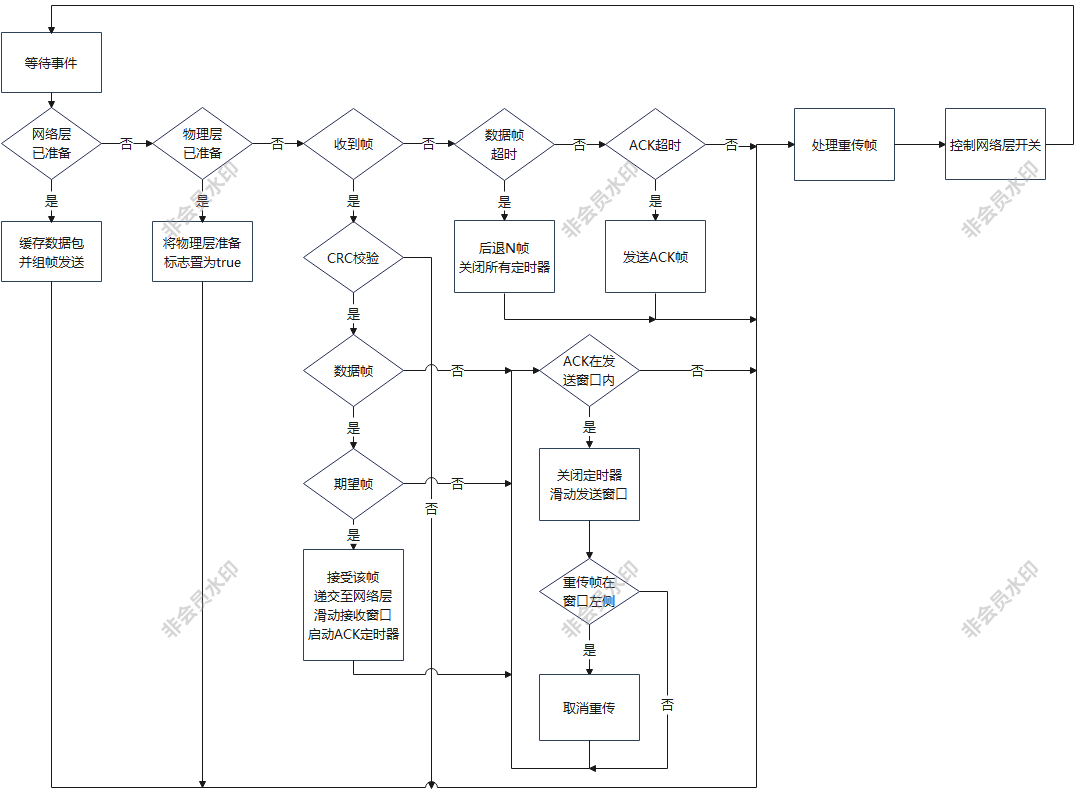 等待事件
网络层
已准备
否
物理层
已准备
否
收到帧
否
数据帧
超时
否
ACK超时
否
处理重传帧
控制网络层开关
是
是
是
是
是
缓存数据包
并组帧发送
将物理层准备
标志置为true
CRC校验
后退N帧
关闭所有定时器
发送ACK帧
是
数据帧
否
ACK在发
送窗口内
否
是
是
期望帧
否
关闭定时器
滑动发送窗口
否
是
接受该帧
递交至网络层
滑动接收窗口
启动ACK定时器
重传帧在
窗口左侧
是
取消重传
否
非会员水印
非会员水印
非会员水印
非会员水印
非会员水印
非会员水印